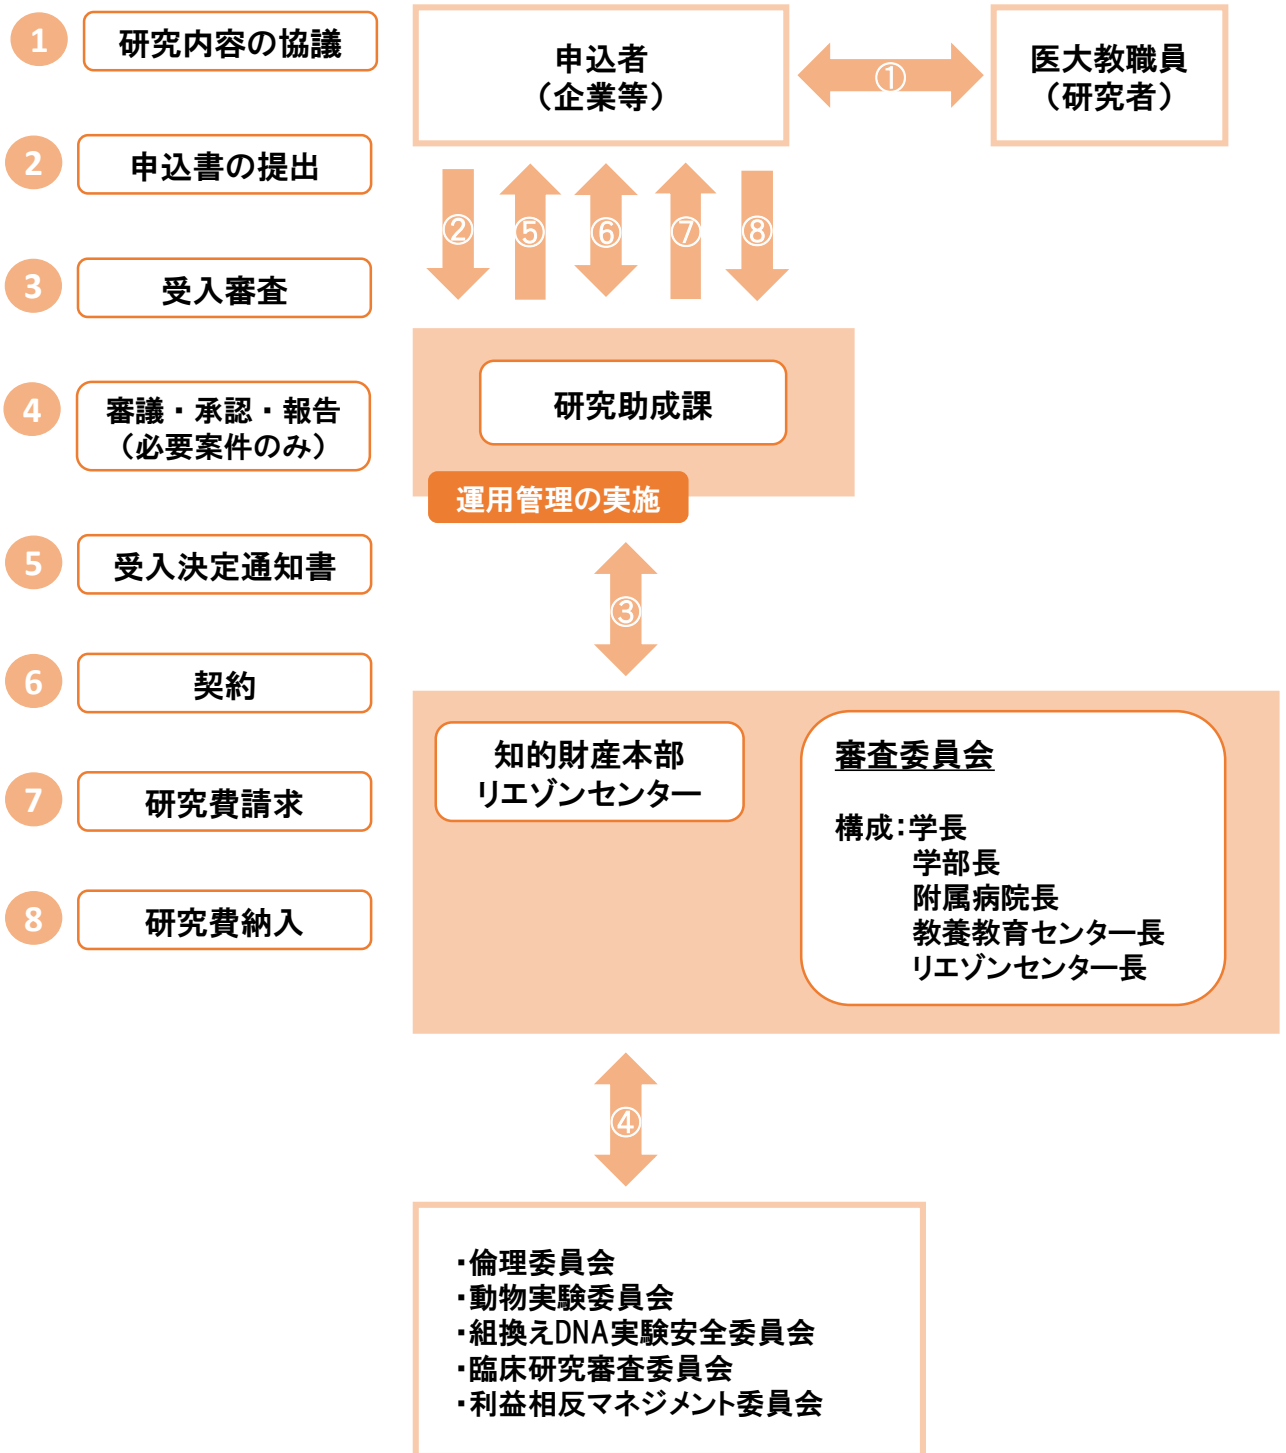 1
研究内容の協議
2
申込書の提出
3
受入審査
4
審議・承認・報告
（必要案件のみ）
5
受入決定通知書
6
契約
7
研究費請求
8
研究費納入
申込者
（企業等）
①
医大教職員
（研究者）
②
⑤
⑥
⑦
⑧
研究助成課
運用管理の実施
③
知的財産本部
リエゾンセンター
審査委員会
構成：学長
学部長
附属病院長
教養教育センター長
リエゾンセンター長
④
・倫理委員会
・動物実験委員会
・組換えDNA実験安全委員会
・臨床研究審査委員会
・利益相反マネジメント委員会